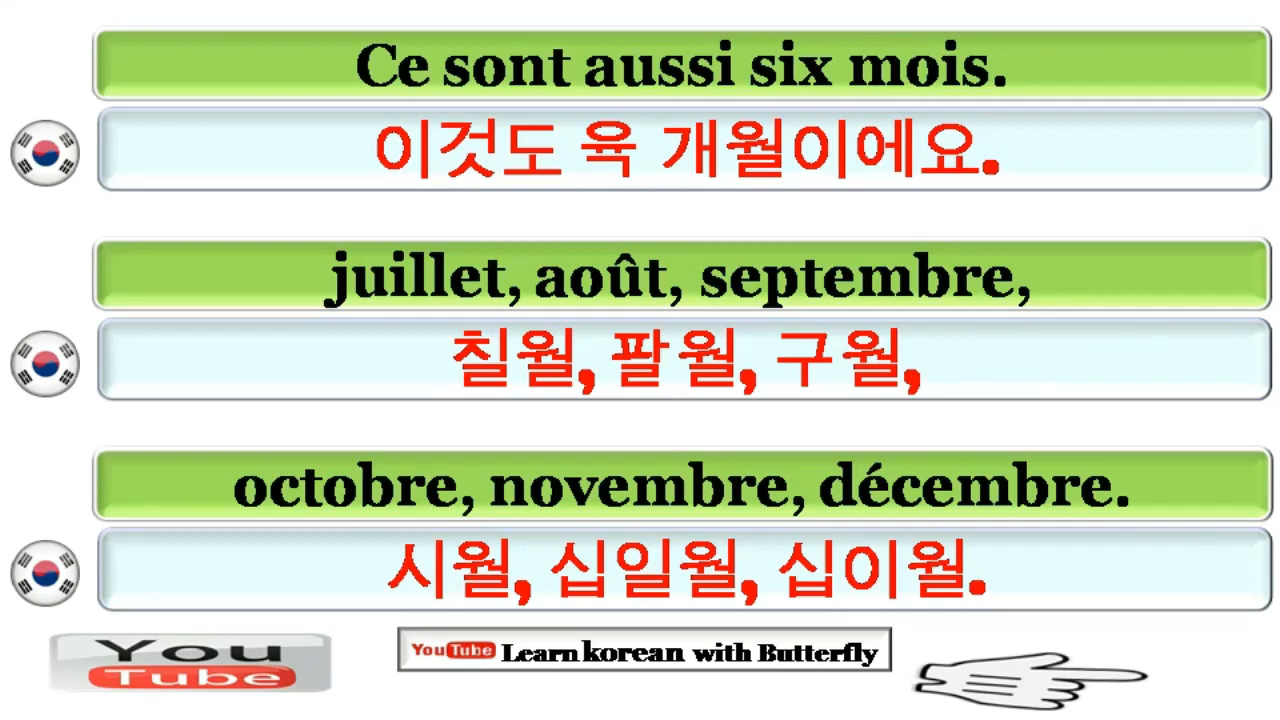 Ce sont aussi six mois.
이것도 육 개월이에요.
juillet, août, septembre,
칠월, 팔월, 구월,
octobre, novembre, décembre.
시월, 십일월, 십이월.
You Tube
YouTube Learn korean with Butterfly